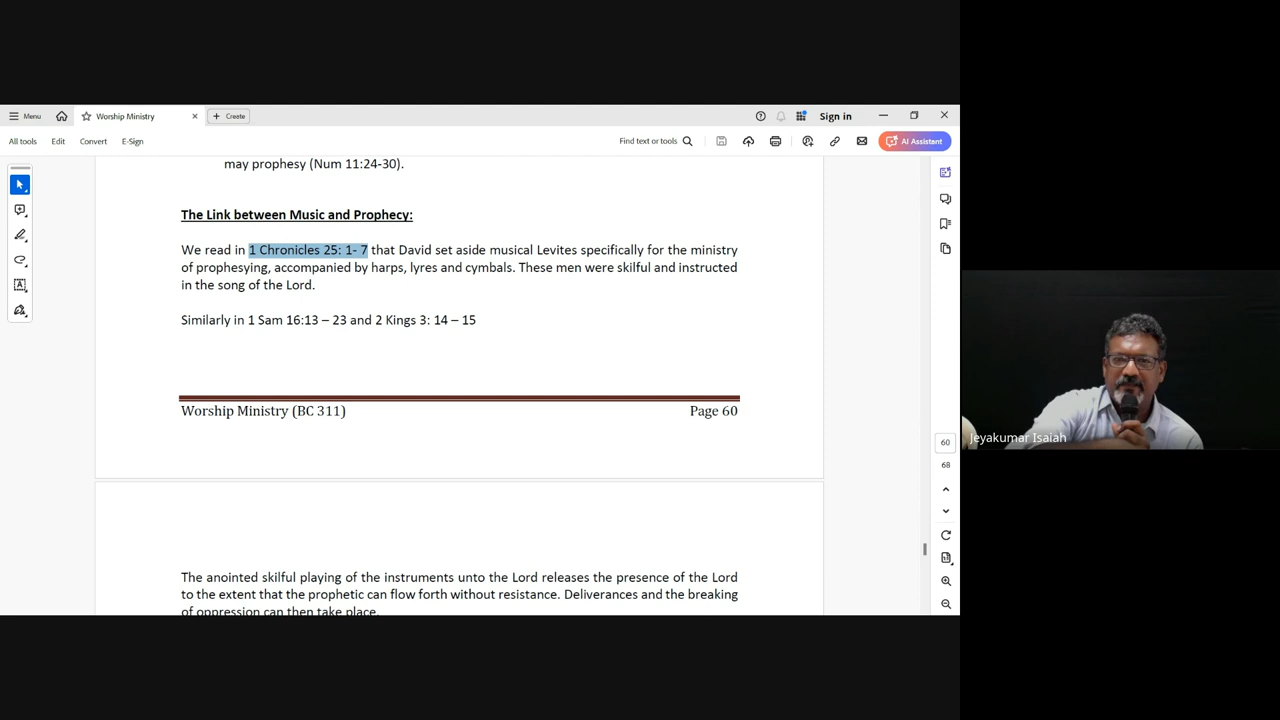 Menu
Worship Ministry
Create
Sign in
All tools
Edit
Convert
E-Sign
Find text or tools
AI Assistant
may prophesy (Num 11:24-30).
The Link between Music and Prophecy:
We read in 1 Chronicles 25: 1- 7 that David set aside musical Levites specifically for the ministry
of prophesying, accompanied by harps, lyres and cymbals. These men were skilful and instructed
in the song of the Lord.
Similarly in 1 Sam 16:13 – 23 and 2 Kings 3: 14 – 15
Worship Ministry (BC 311)
Page 60
The anointed skilful playing of the instruments unto the Lord releases the presence of the Lord
to the extent that the prophetic can flow forth without resistance. Deliverances and the breaking
of oppression can then take place.
60
68
Jeyakumar Isaiah